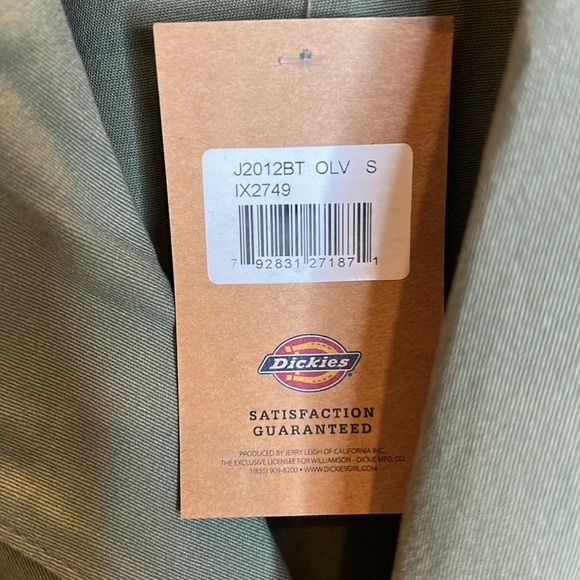 J2012BT OLV S
IX2749
7 92831 27187 1
Dickies
SATISFACTION
GUARANTEED
PRODUCED BY JERRY LEIGH OF CALIFORNIA INC.,
THE EXCLUSIVE LICENSEE FOR WILLIAMSON - DICKIE MFG. CO
1(855) 909-6200 • WWW.DICKIESGIRL.COM